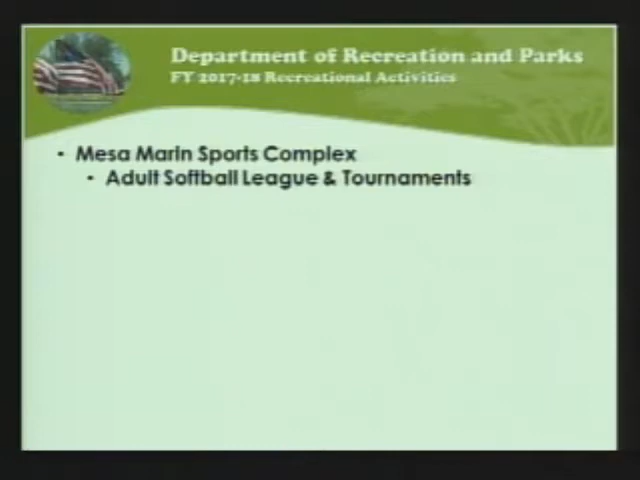 Department of Recreation and Parks
FY 2017-18 Recreational Activities
• Mesa Marin Sports Complex
• Adult Softball League & Tournaments